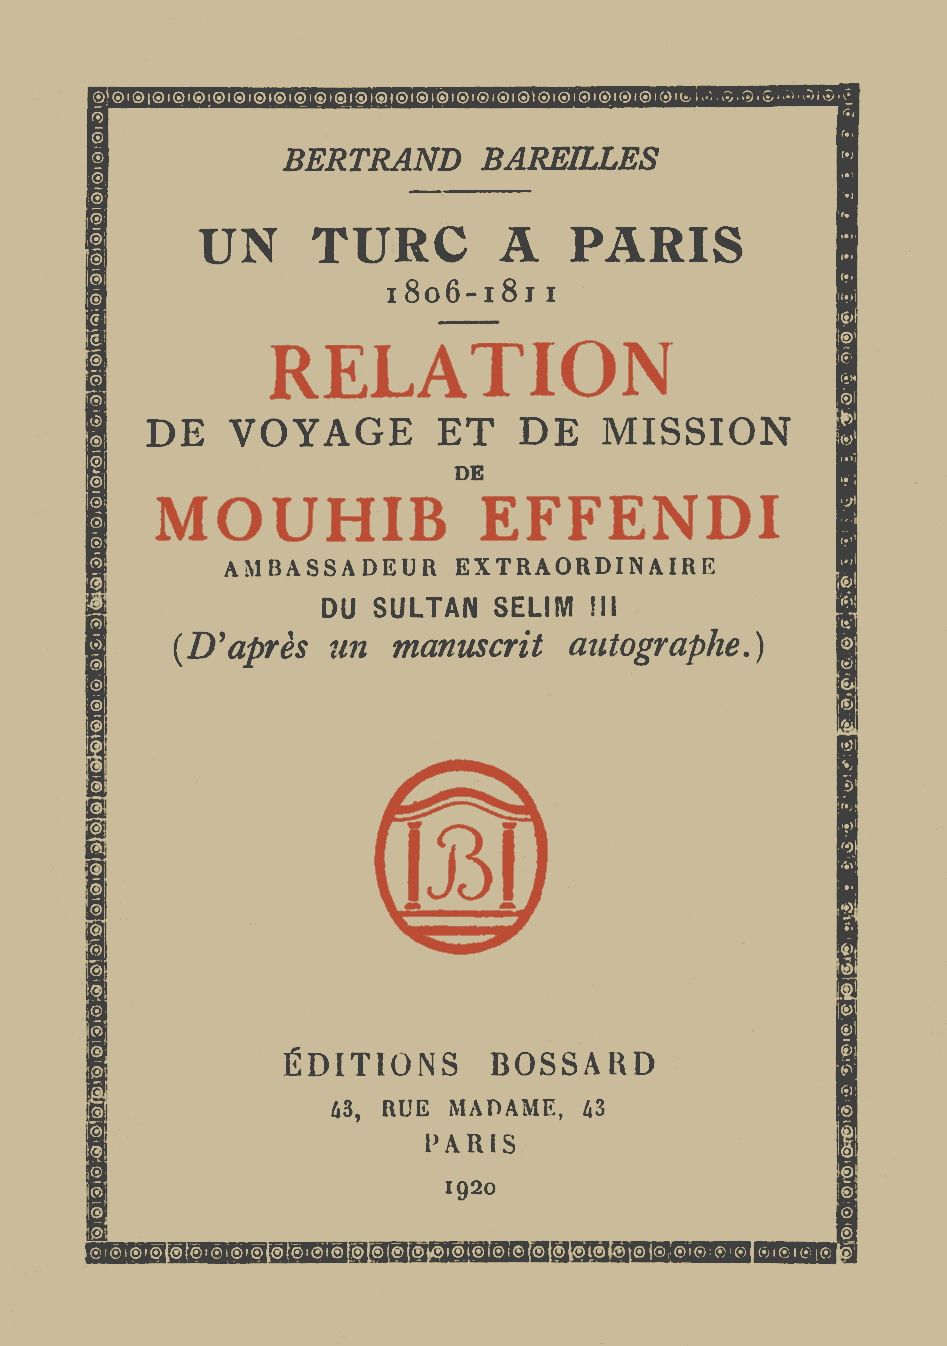 BERTRAND BAREILLES
UN TURC A PARIS
1806-1811
RELATION
DE VOYAGE ET DE MISSION
DE
MOUHIB EFFENDI
AMBASSADEUR EXTRAORDINAIRE
DU SULTAN SELIM III
(D'après un manuscrit autographe.)
B
ÉDITIONS BOSSARD
43, RUE MADAME, 43
PARIS
1920